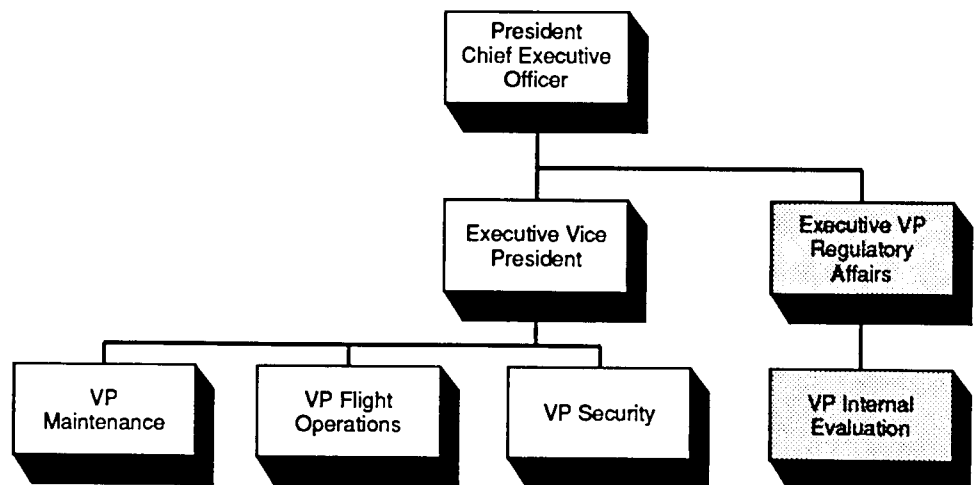 President
Chief Executive
Officer
Executive Vice
President
Executive VP
Regulatory
Affairs
VP
Maintenance
VP Flight
Operations
VP Security
VP Internal
Evaluation